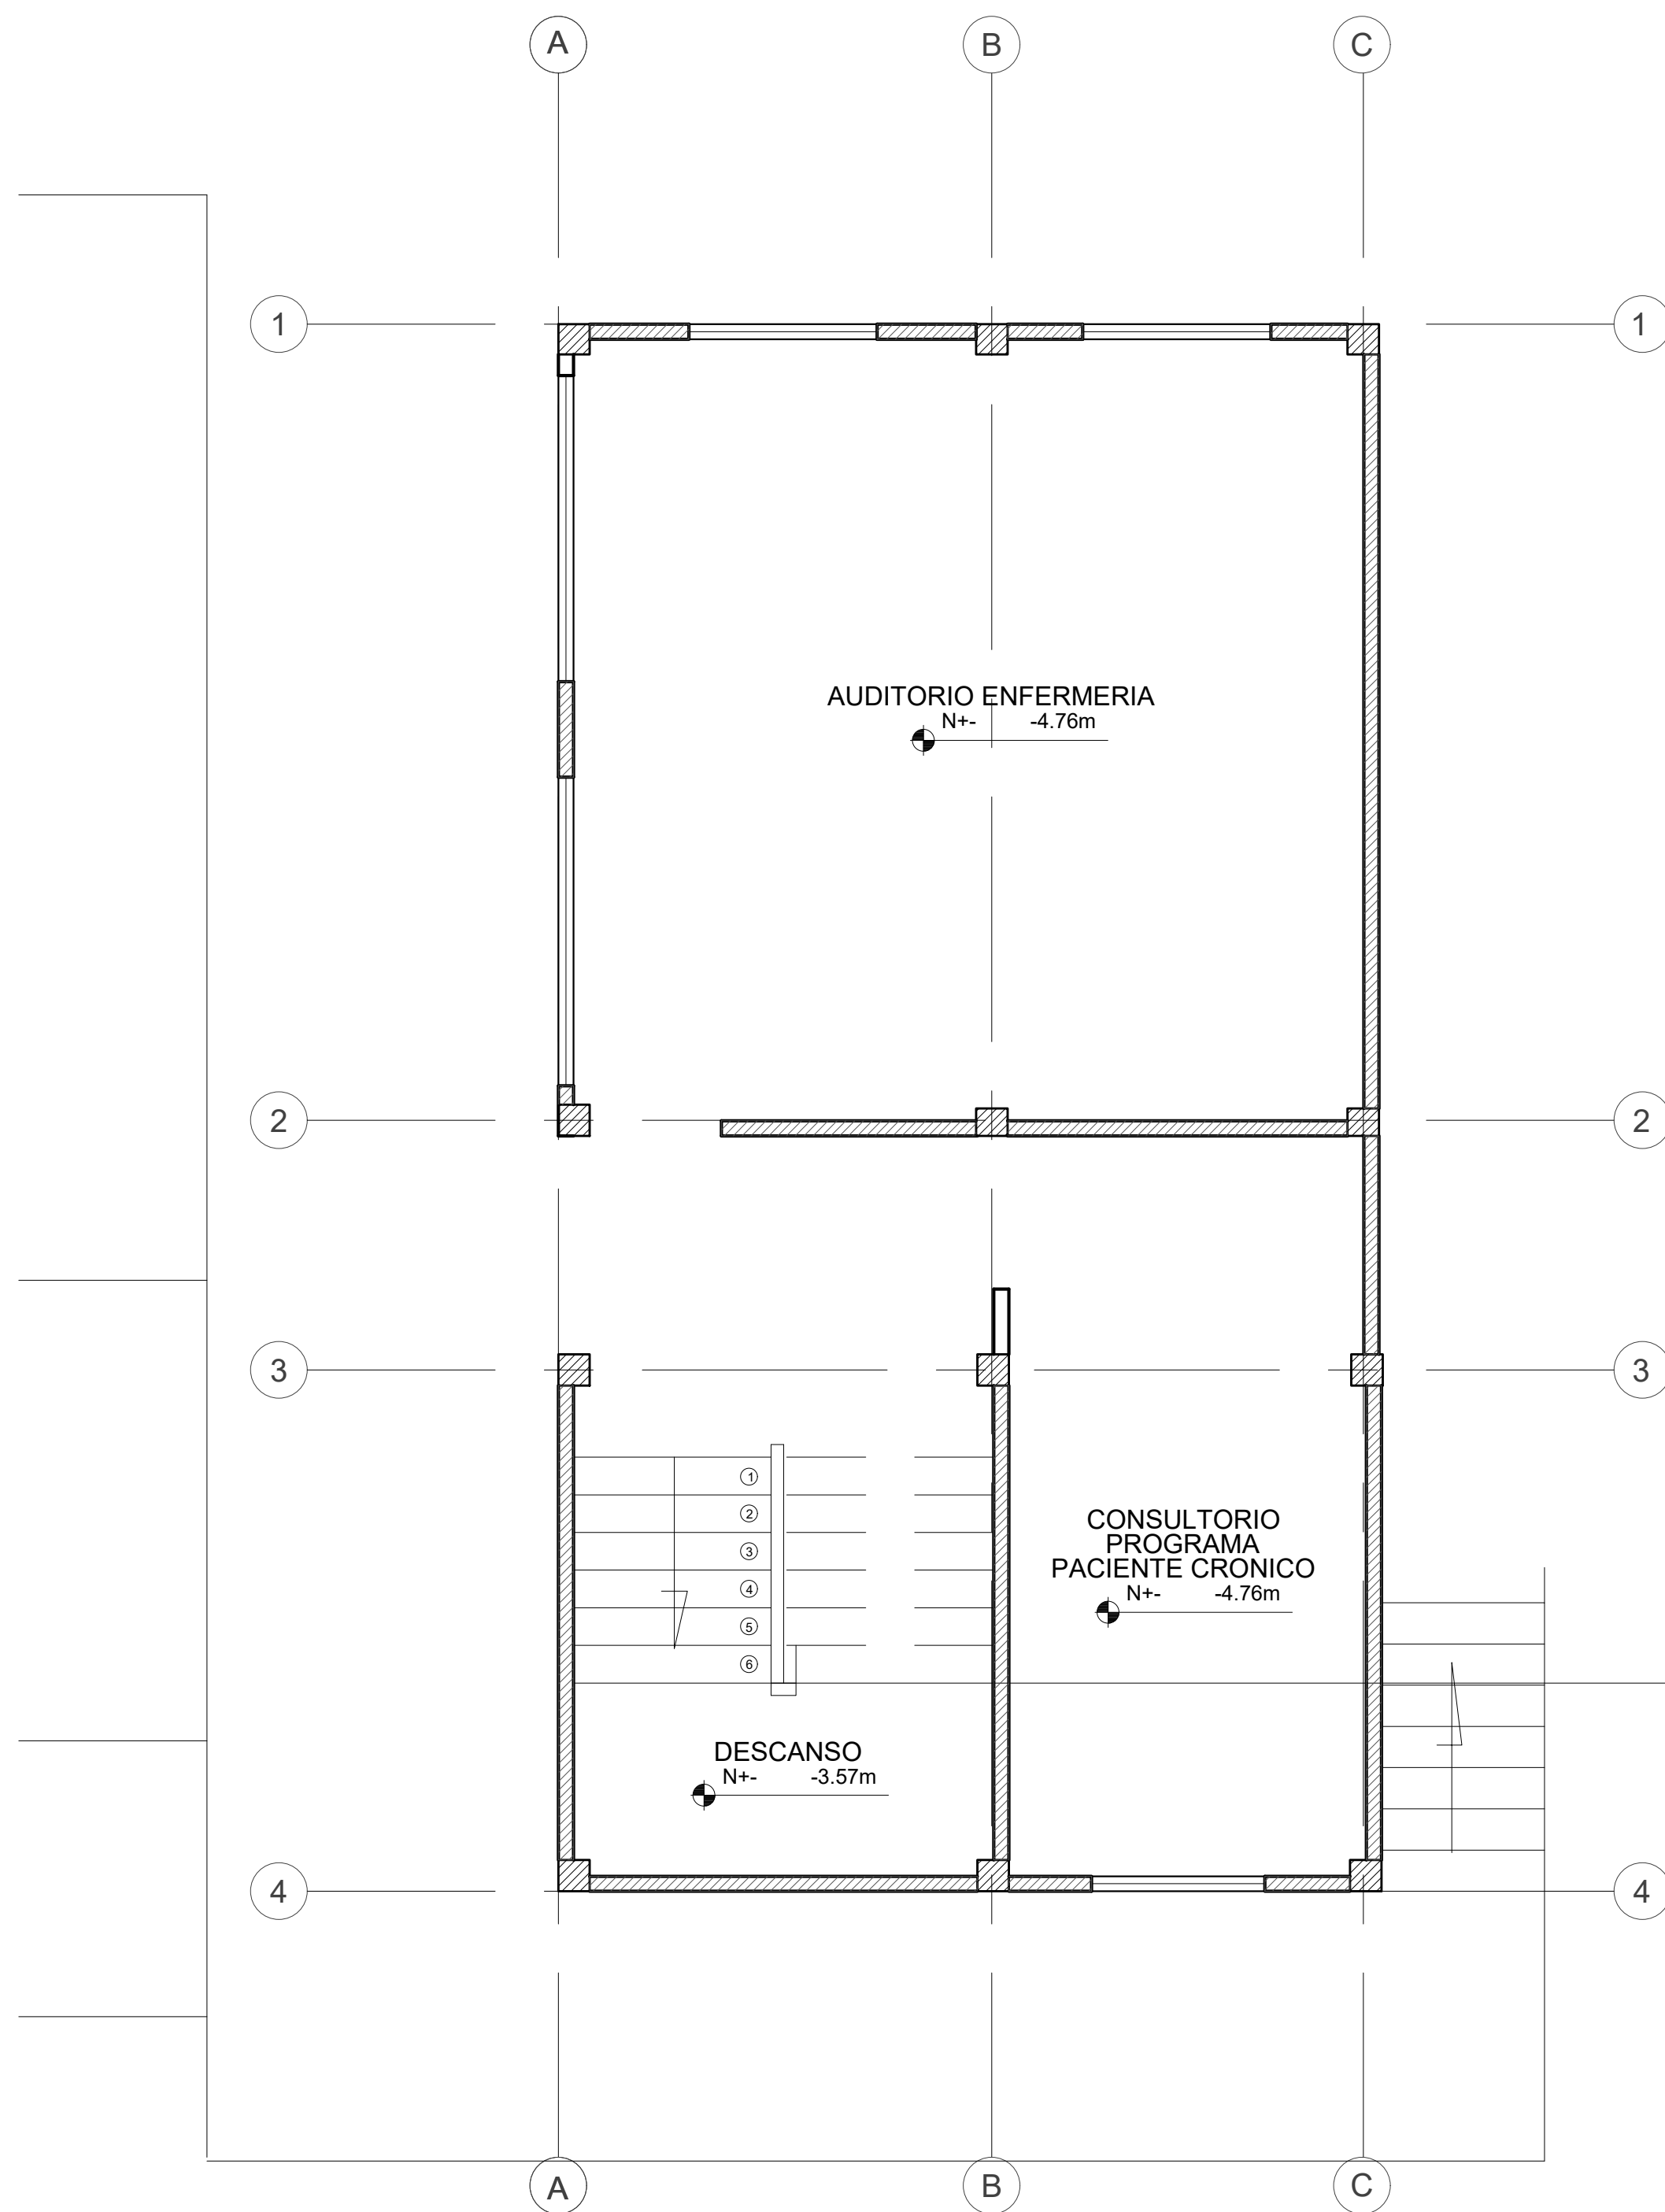 A
B
C
1
1
AUDITORIO ENFERMERIA
N+- -4.76m
2
2
3
3
1
2
3
4
5
6
CONSULTORIO
PROGRAMA
PACIENTE CRONICO
N+- -4.76m
DESCANSO
N+- -3.57m
4
4
A
B
C